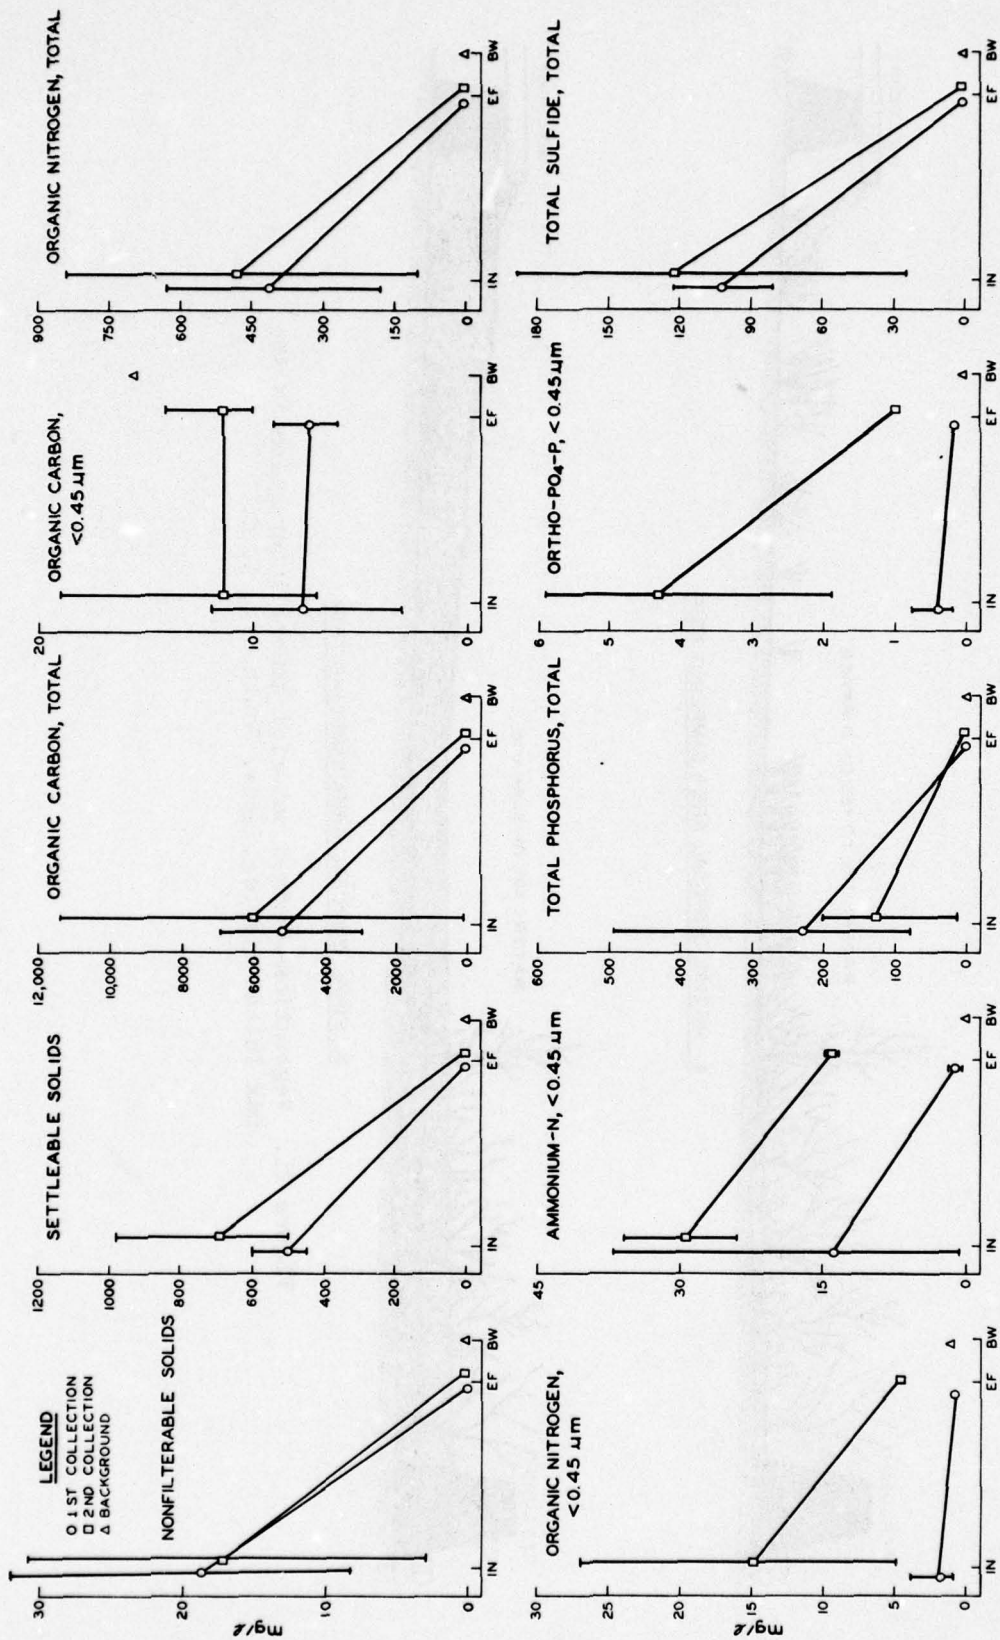 LEGEND
O 1ST COLLECTION
□ 2ND COLLECTION
△ BACKGROUND
NONFILTERABLE SOLIDS
mg/ℓ
30
20
10
0
IN
EF
BW
SETTLEABLE SOLIDS
1200
1000
800
600
400
200
0
IN
EF
BW
ORGANIC CARBON, TOTAL
12,000
10,000
8000
6000
4000
2000
0
IN
EF
BW
ORGANIC CARBON,
<0.45 μm
20
10
0
IN
EF
BW
ORGANIC NITROGEN, TOTAL
900
750
600
450
300
150
0
IN
EF
BW
ORGANIC NITROGEN,
<0.45 μm
mg/ℓ
30
25
20
15
10
5
0
IN
EF
BW
AMMONIUM-N, <0.45 μm
45
30
15
0
IN
EF
BW
TOTAL PHOSPHORUS, TOTAL
600
500
400
300
200
100
0
IN
EF
BW
ORTHO-PO4-P, <0.45 μm
6
5
4
3
2
1
0
IN
EF
BW
TOTAL SULFIDE, TOTAL
180
150
120
90
60
30
0
IN
EF
BW